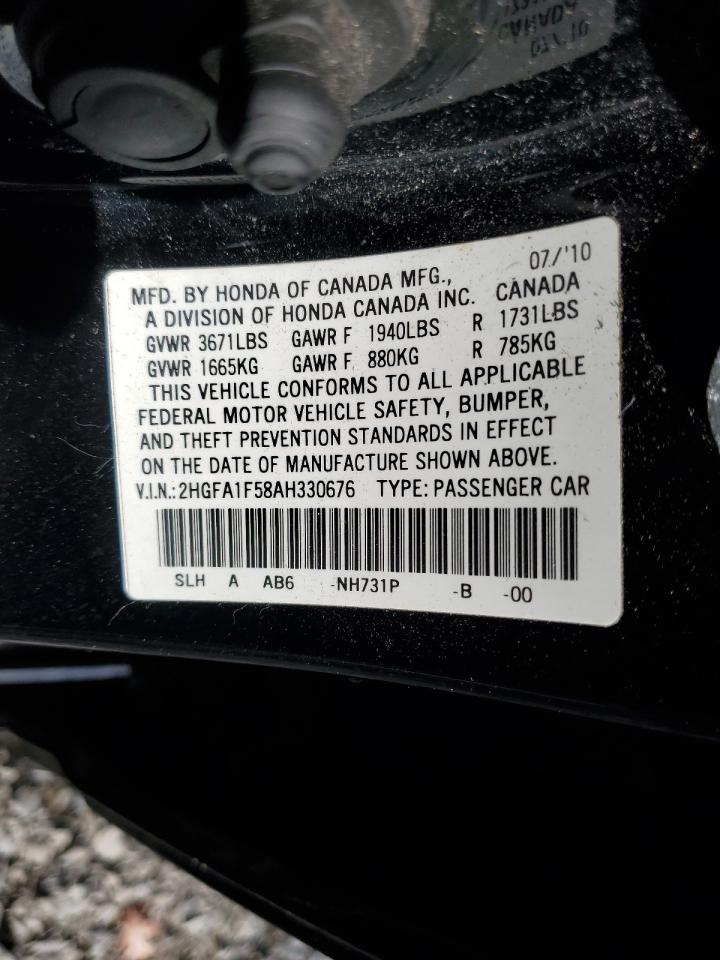 07/'10
MFD. BY HONDA OF CANADA MFG.,
A DIVISION OF HONDA CANADA INC. CANADA
GVWR 3671LBS GAWR F 1940LBS R 1731LBS
GVWR 1665KG GAWR F 880KG R 785KG
THIS VEHICLE CONFORMS TO ALL APPLICABLE
FEDERAL MOTOR VEHICLE SAFETY, BUMPER,
AND THEFT PREVENTION STANDARDS IN EFFECT
ON THE DATE OF MANUFACTURE SHOWN ABOVE.
V.I.N.: 2HGFA1F58AH330676 TYPE: PASSENGER CAR
SLH A AB6 -NH731P -B -00